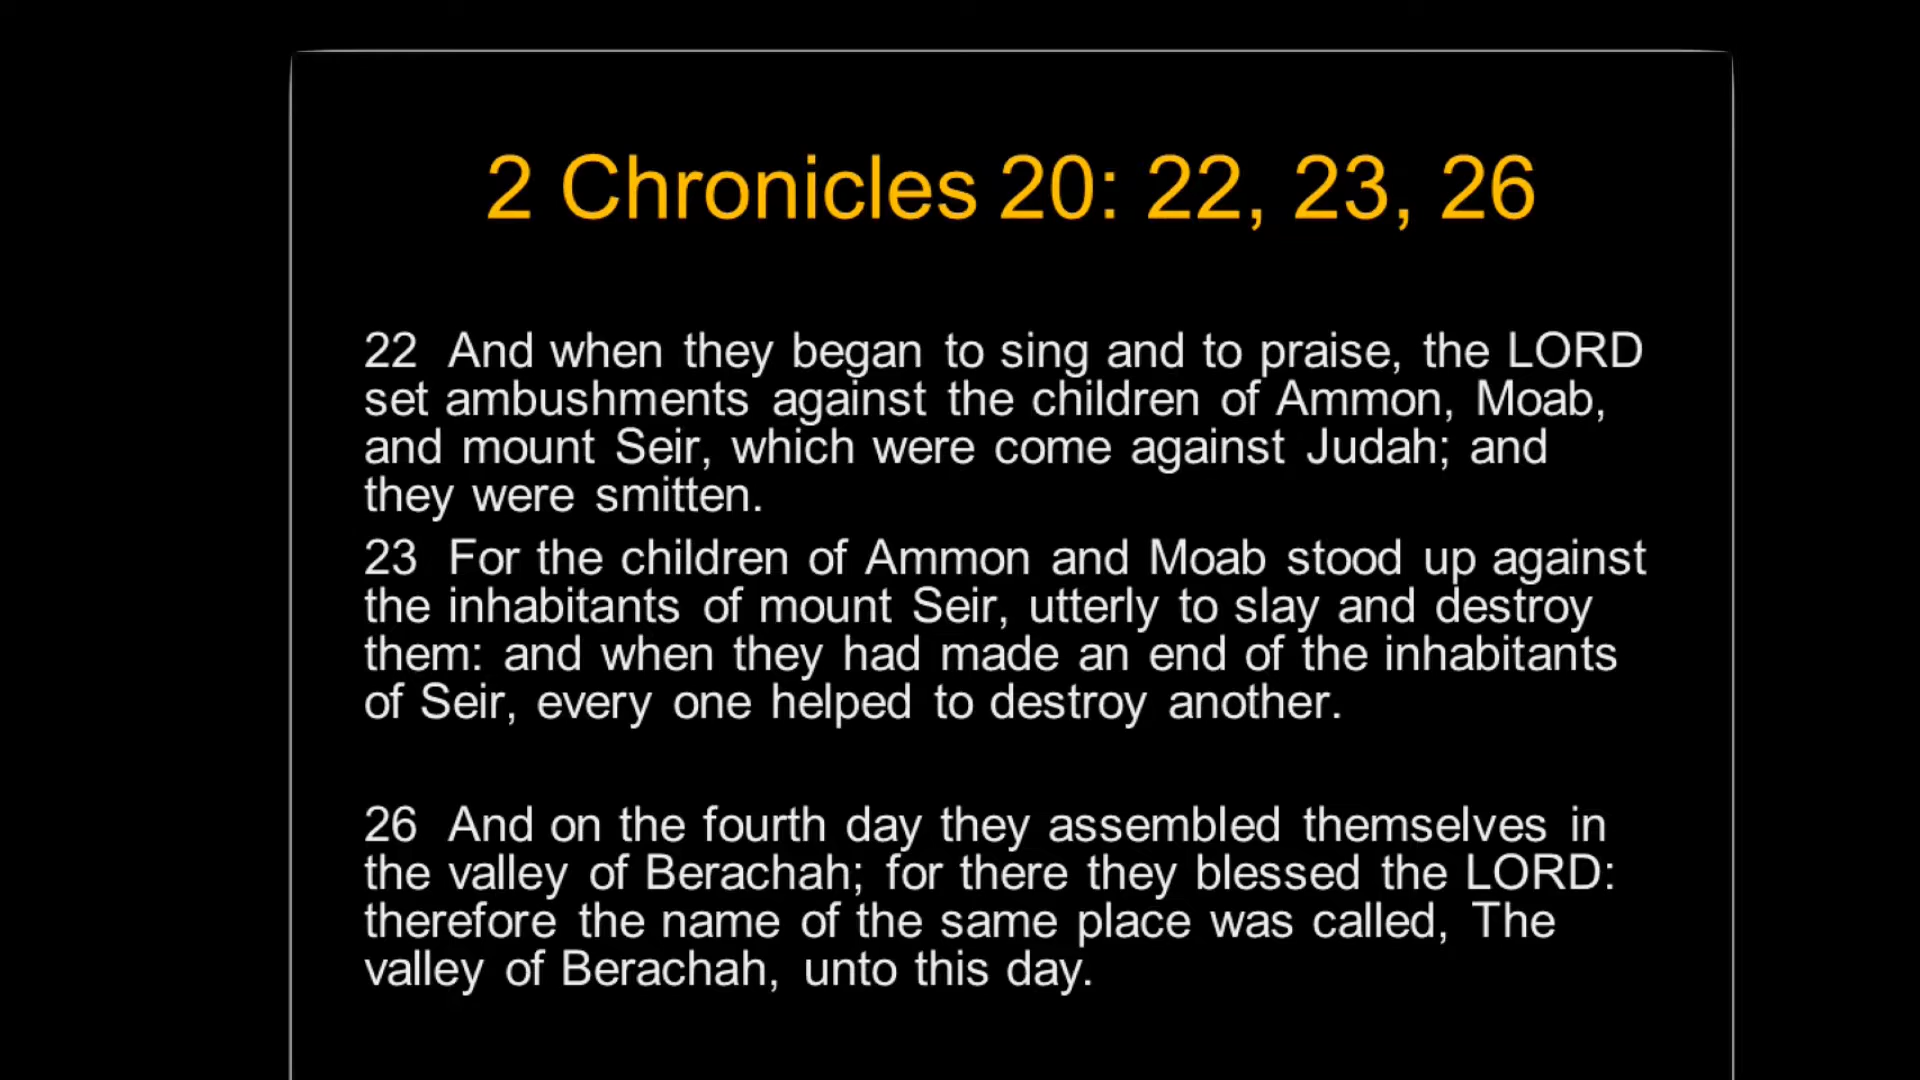 2 Chronicles 20: 22, 23, 26
22 And when they began to sing and to praise, the LORD
set ambushments against the children of Ammon, Moab,
and mount Seir, which were come against Judah; and
they were smitten.
23 For the children of Ammon and Moab stood up against
the inhabitants of mount Seir, utterly to slay and destroy
them: and when they had made an end of the inhabitants
of Seir, every one helped to destroy another.
26 And on the fourth day they assembled themselves in
the valley of Berachah; for there they blessed the LORD:
therefore the name of the same place was called, The
valley of Berachah, unto this day.